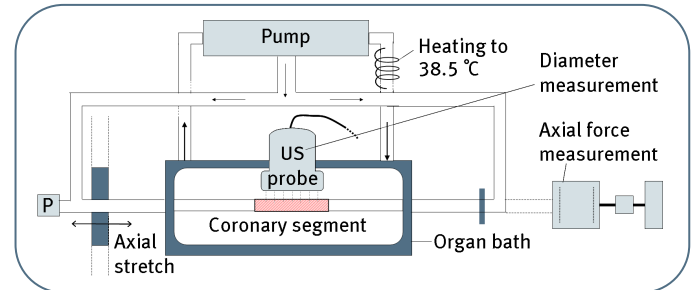 Pump
Heating to
38.5 °C
Diameter
measurement
Axial force
measurement
US
probe
P
Coronary segment
Axial
stretch
Organ bath